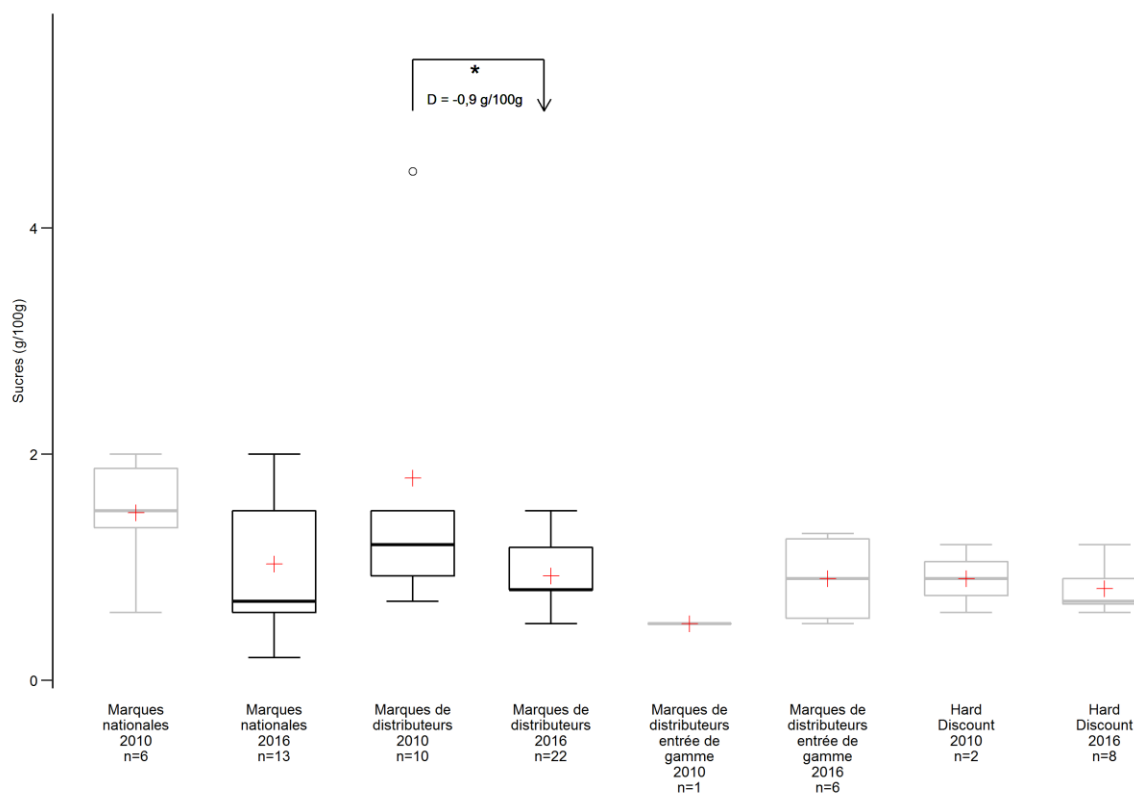 *
D = -0,9 g/100g
Sucres (g/100g)
4
2
0
Marques
nationales
2010
n=6
Marques
nationales
2016
n=13
Marques de
distributeurs
2010
n=10
Marques de
distributeurs
2016
n=22
Marques de
distributeurs
entrée de
gamme
2010
n=1
Marques de
distributeurs
entrée de
gamme
2016
n=6
Hard
Discount
2010
n=2
Hard
Discount
2016
n=8